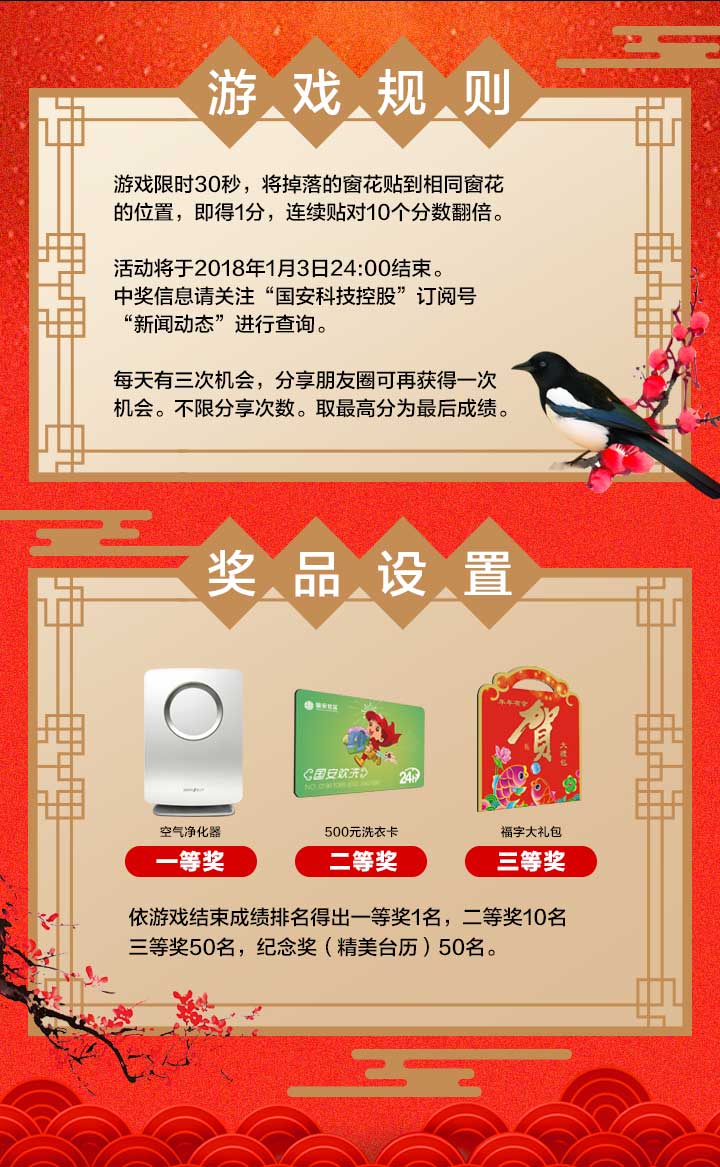 游戏规则
游戏限时30秒，将掉落的窗花贴到相同窗花
的位置，即得1分，连续贴对10个分数翻倍。
活动将于2018年1月3日24:00结束。
中奖信息请关注“国安科技控股”订阅号
“新闻动态”进行查询。
每天有三次机会，分享朋友圈可再获得一次
机会。不限分享次数。取最高分为最后成绩。
奖品设置
国安欢洗
24h
年年有余
贺
大礼包
空气净化器
500元洗衣卡
福字大礼包
一等奖
二等奖
三等奖
依游戏结束成绩排名得出一等奖1名，二等奖10名
三等奖50名，纪念奖（精美台历）50名。